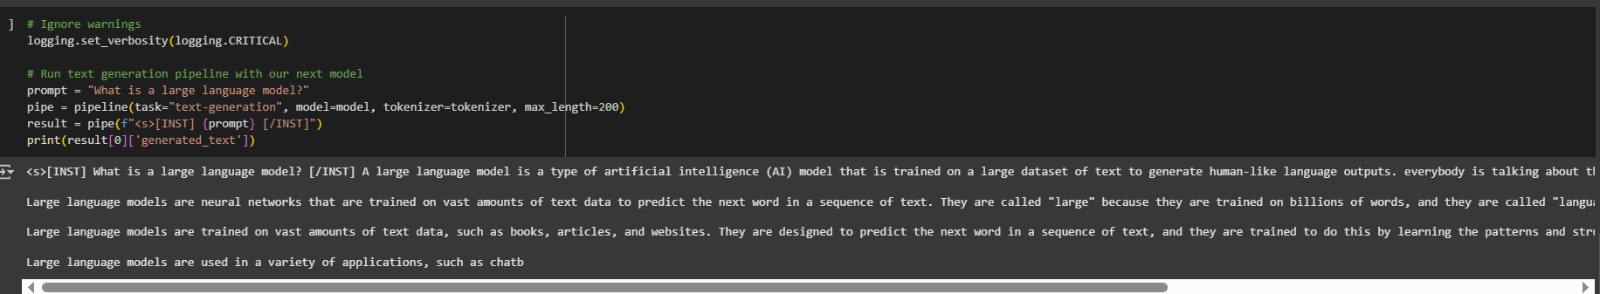 ] # Ignore warnings
logging.set_verbosity(logging.CRITICAL)
# Run text generation pipeline with our next model
prompt = "What is a large language model?"
pipe = pipeline(task="text-generation", model=model, tokenizer=tokenizer, max_length=200)
result = pipe(f"<s>[INST] {prompt} [/INST]")
print(result[0]['generated_text'])
<s>[INST] What is a large language model? [/INST] A large language model is a type of artificial intelligence (AI) model that is trained on a large dataset of text to generate human-like language outputs. everybody is talking about
Large language models are neural networks that are trained on vast amounts of text data to predict the next word in a sequence of text. They are called "large" because they are trained on billions of words, and they are called "langua
Large language models are trained on vast amounts of text data, such as books, articles, and websites. They are designed to predict the next word in a sequence of text, and they are trained to do this by learning the patterns and stru
Large language models are used in a variety of applications, such as chatb